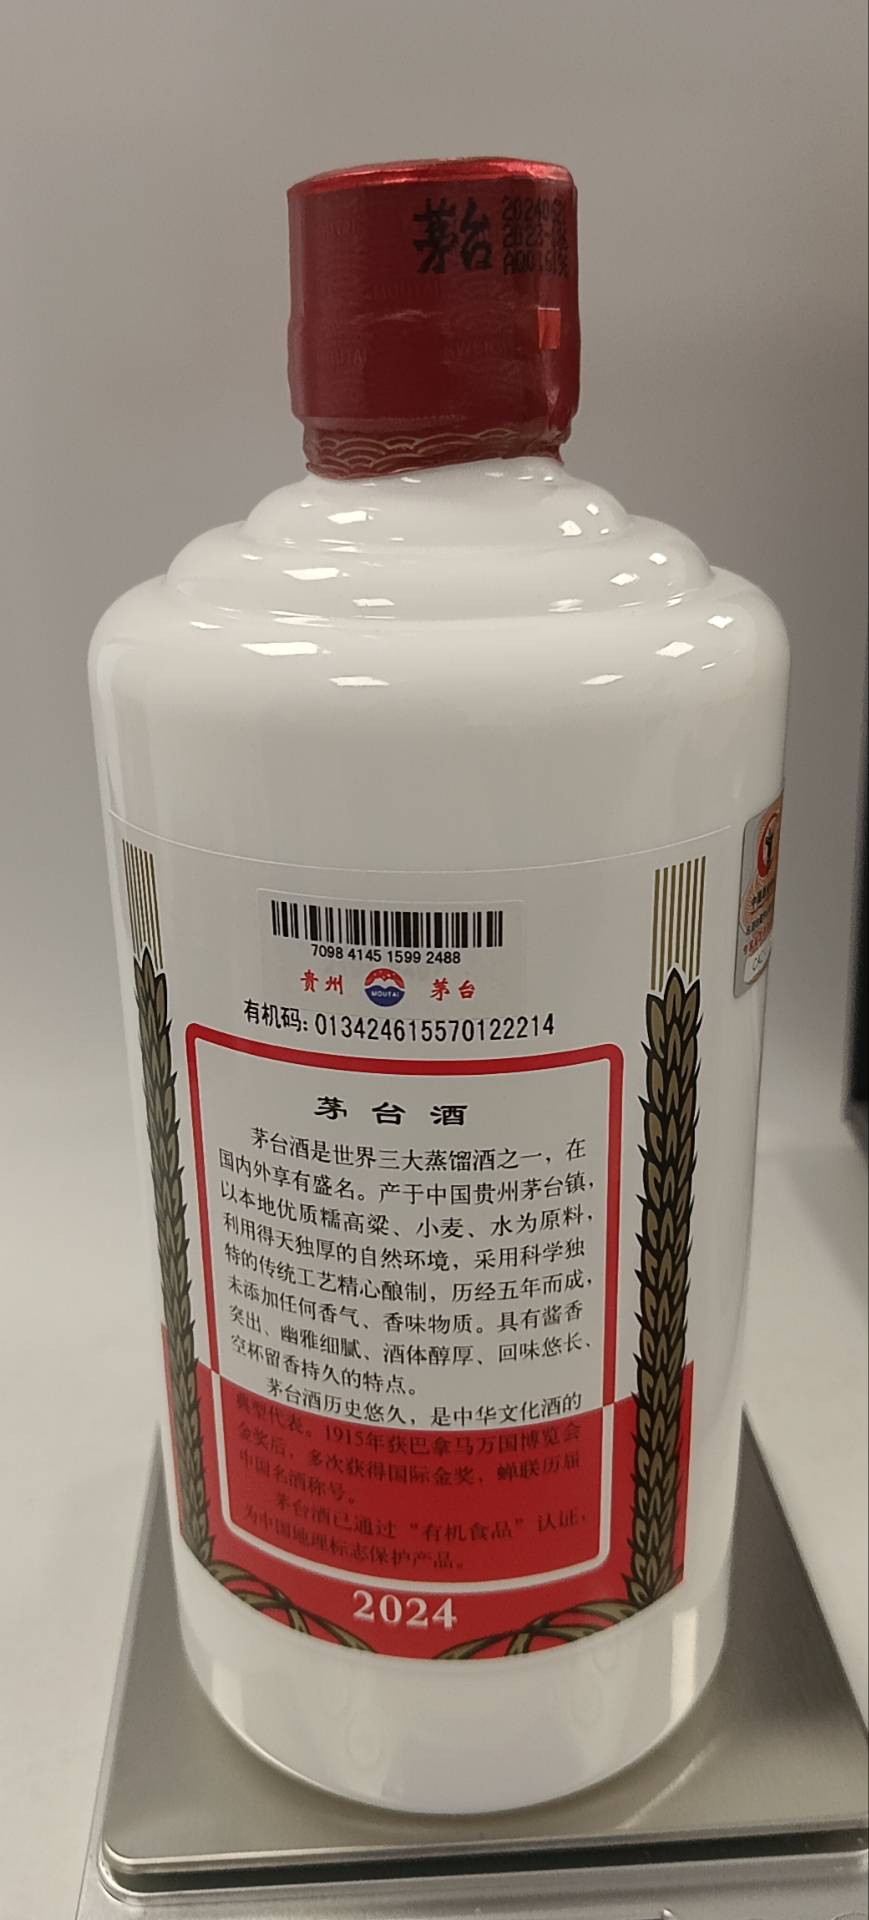 茅台
7098 4145 1599 2488
贵州 MOUTAI 茅台
有机码: 013424615570122214
茅台酒
茅台酒是世界三大蒸馏酒之一，在
国内外享有盛名。产于中国贵州茅台镇，
以本地优质糯高粱、小麦、水为原料，
利用得天独厚的自然环境，采用科学独
特的传统工艺精心酿制，历经五年而成，
未添加任何香气、香味物质。具有酱香
突出、幽雅细腻、酒体醇厚、回味悠长、
空杯留香持久的特点。
茅台酒历史悠久，是中华文化酒的
典型代表。1915年获巴拿马万国博览会
金奖后，多次获得国际金奖，蝉联历届
中国名酒称号。
茅台酒已通过“有机食品”认证，
为中国地理标志保护产品。
2024